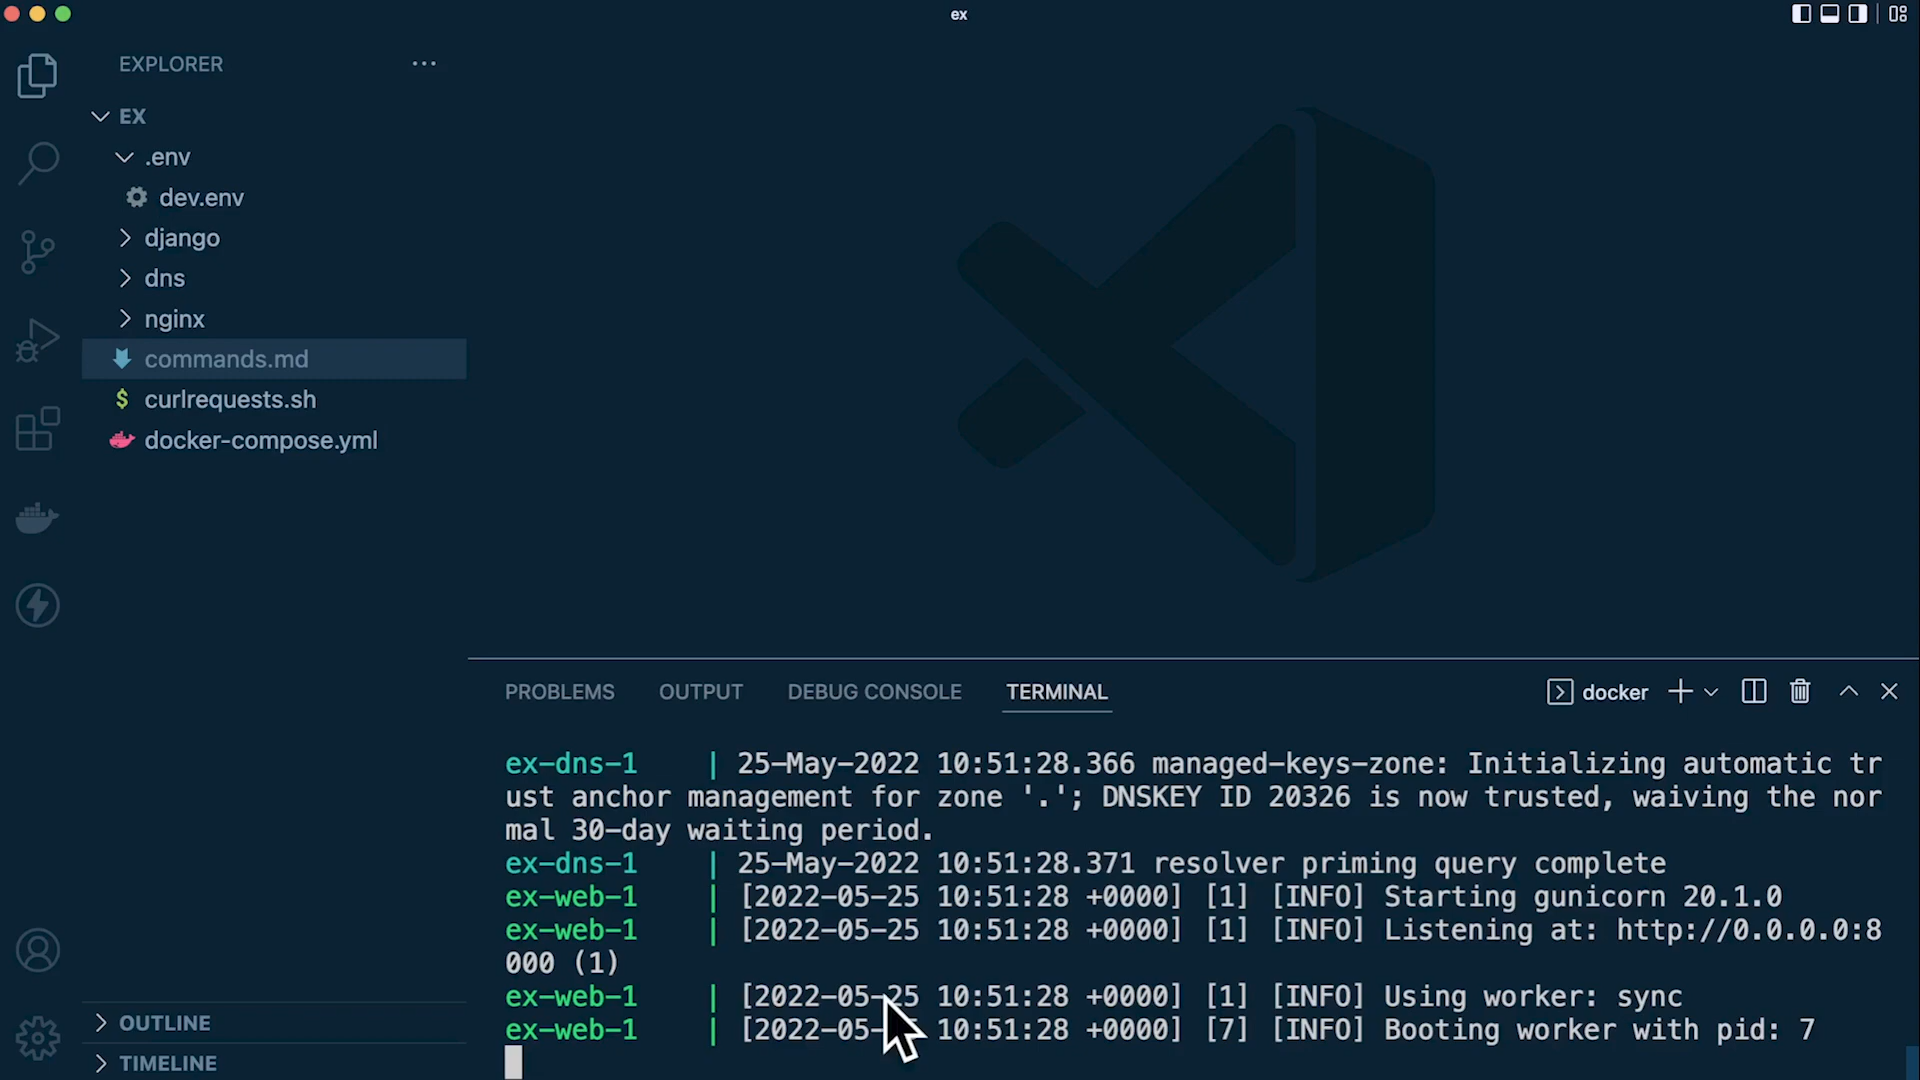 ex
EXPLORER
EX
.env
dev.env
django
dns
nginx
commands.md
$ curlrequests.sh
docker-compose.yml
OUTLINE
TIMELINE
PROBLEMS OUTPUT DEBUG CONSOLE TERMINAL docker
ex-dns-1 | 25-May-2022 10:51:28.366 managed-keys-zone: Initializing automatic tr
ust anchor management for zone '.'; DNSKEY ID 20326 is now trusted, waiving the nor
mal 30-day waiting period.
ex-dns-1 | 25-May-2022 10:51:28.371 resolver priming query complete
ex-web-1 | [2022-05-25 10:51:28 +0000] [1] [INFO] Starting gunicorn 20.1.0
ex-web-1 | [2022-05-25 10:51:28 +0000] [1] [INFO] Listening at: http://0.0.0.0:8
000 (1)
ex-web-1 | [2022-05-25 10:51:28 +0000] [1] [INFO] Using worker: sync
ex-web-1 | [2022-05-25 10:51:28 +0000] [7] [INFO] Booting worker with pid: 7